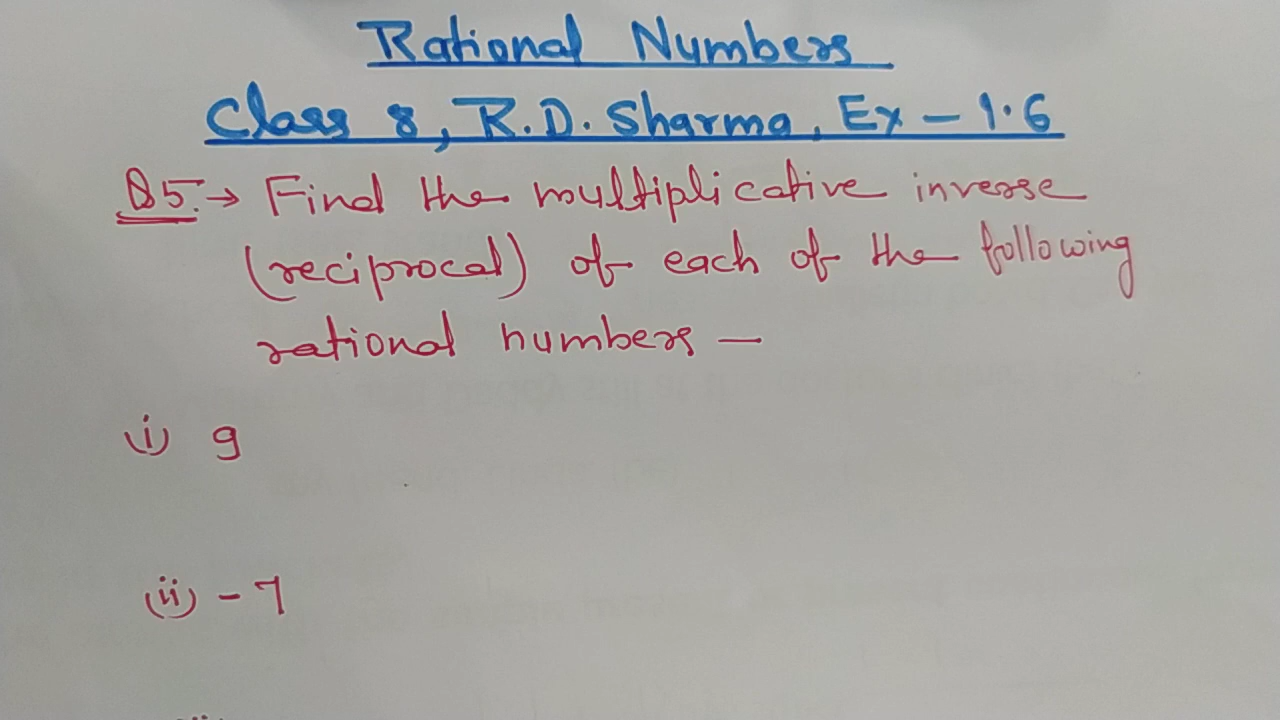 Rational Numbers
Class 8, R.D. Sharma, Ex - 1.6
Q5. → Find the multiplicative inverse
(reciprocal) of each of the following
rational numbers —
(i) 9
(ii) - 7